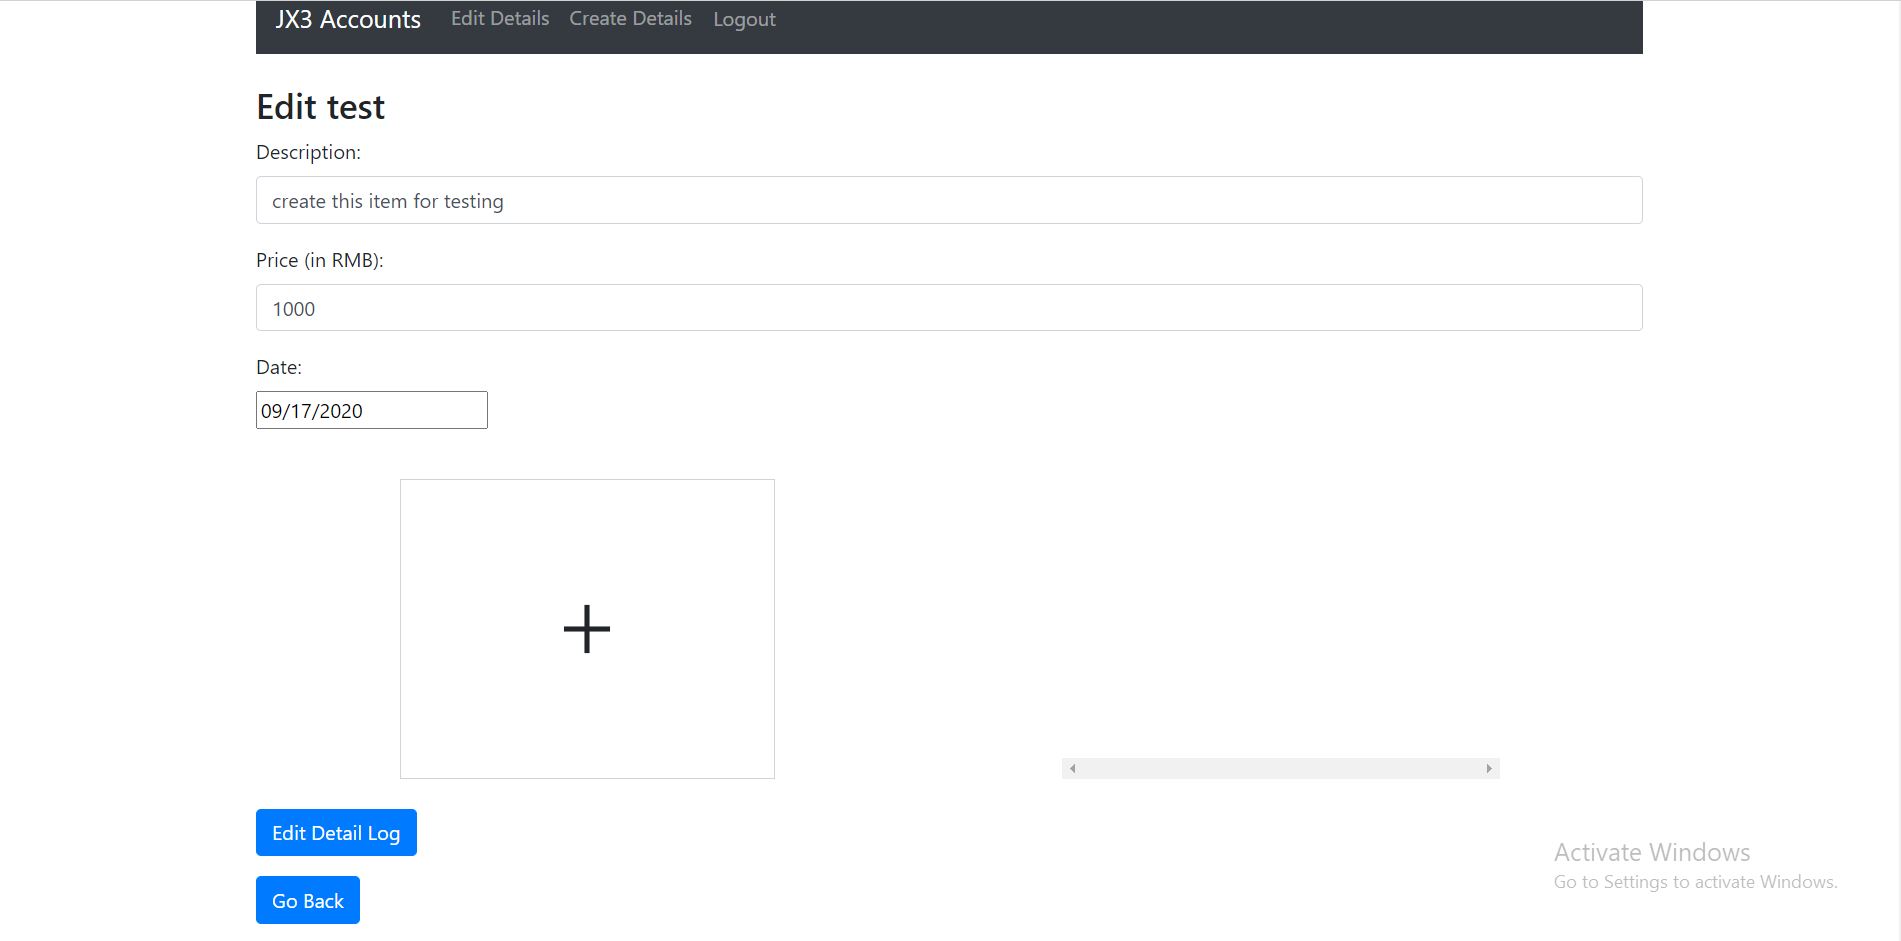 JX3 Accounts Edit Details Create Details Logout
Edit test
Description:
create this item for testing
Price (in RMB):
1000
Date:
09/17/2020
Edit Detail Log
Go Back
Activate Windows
Go to Settings to activate Windows.